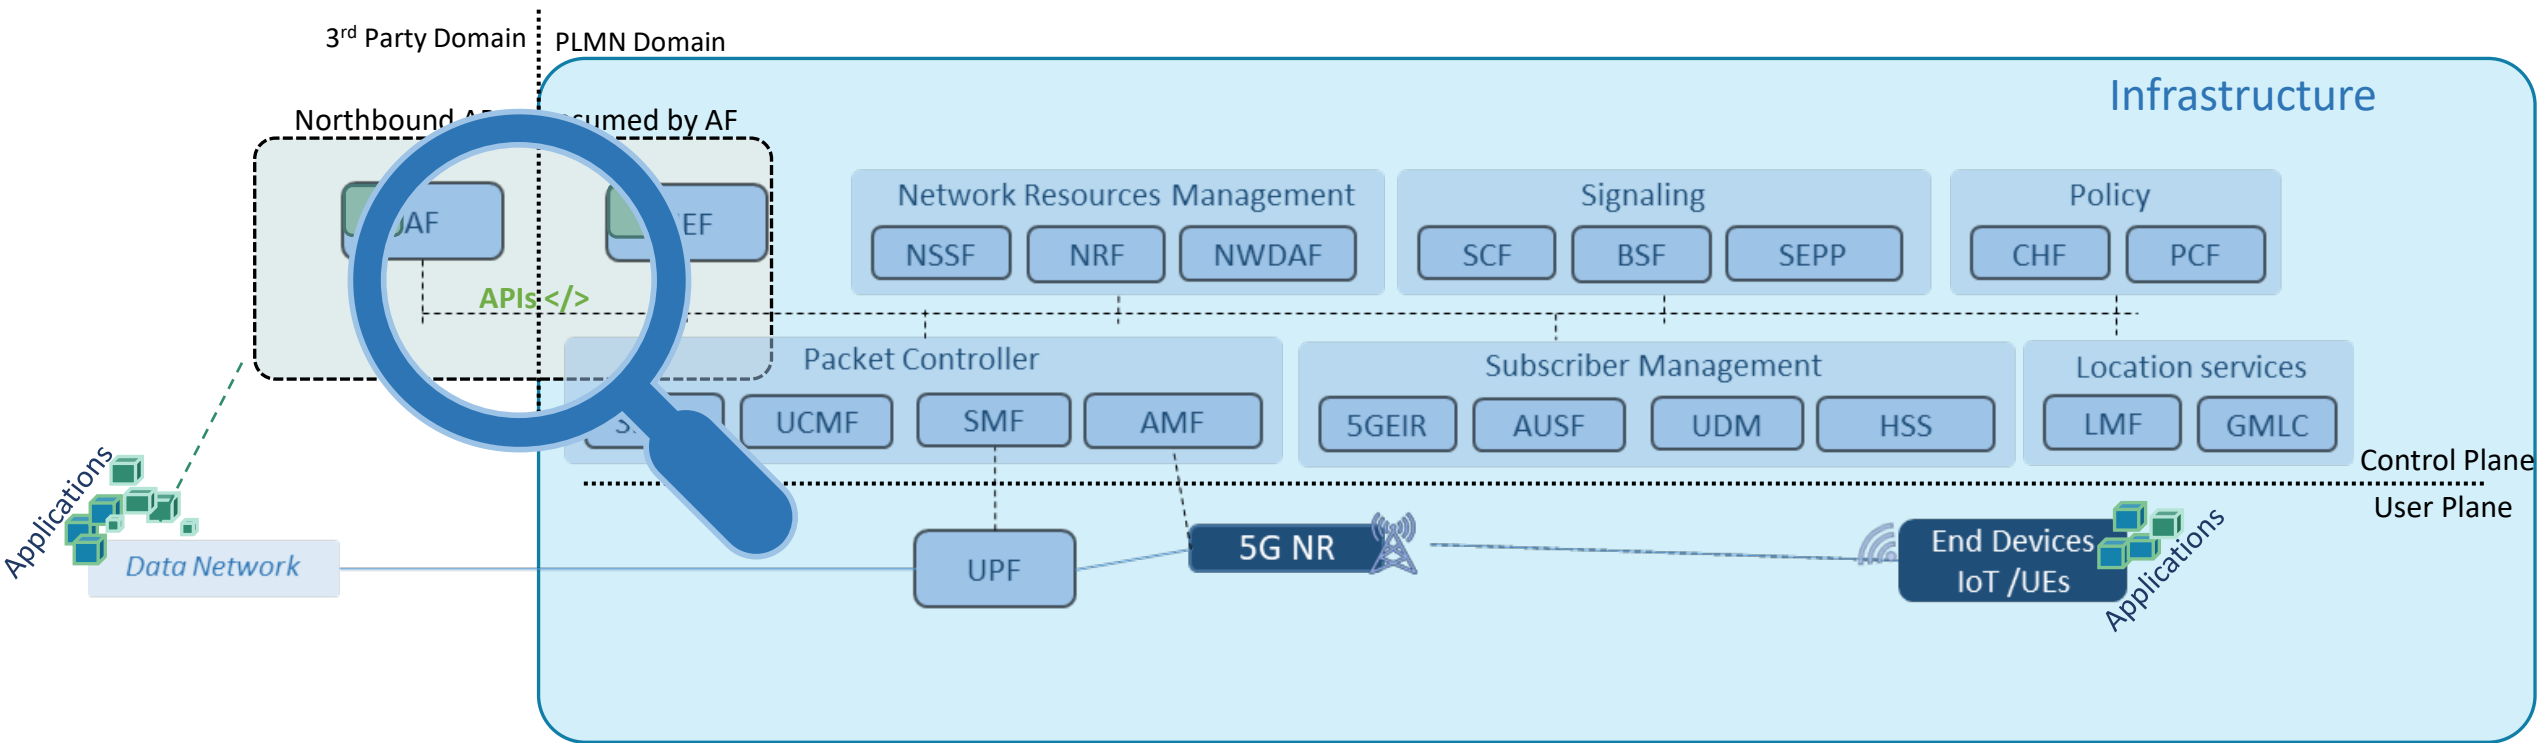 3rd Party Domain
PLMN Domain
Infrastructure
Northbound by AF
AF
APIs </>
Network Resources Management
NSSF
NRF
NWDAF
Signaling
SCF
BSF
SEPP
Policy
CHF
PCF
Packet Controller
UCMF
SMF
AMF
Subscriber Management
5GEIR
AUSF
UDM
HSS
Location services
LMF
GMLC
Control Plane
User Plane
Applications
Data Network
UPF
5G NR
End Devices
IoT /UEs
Applications